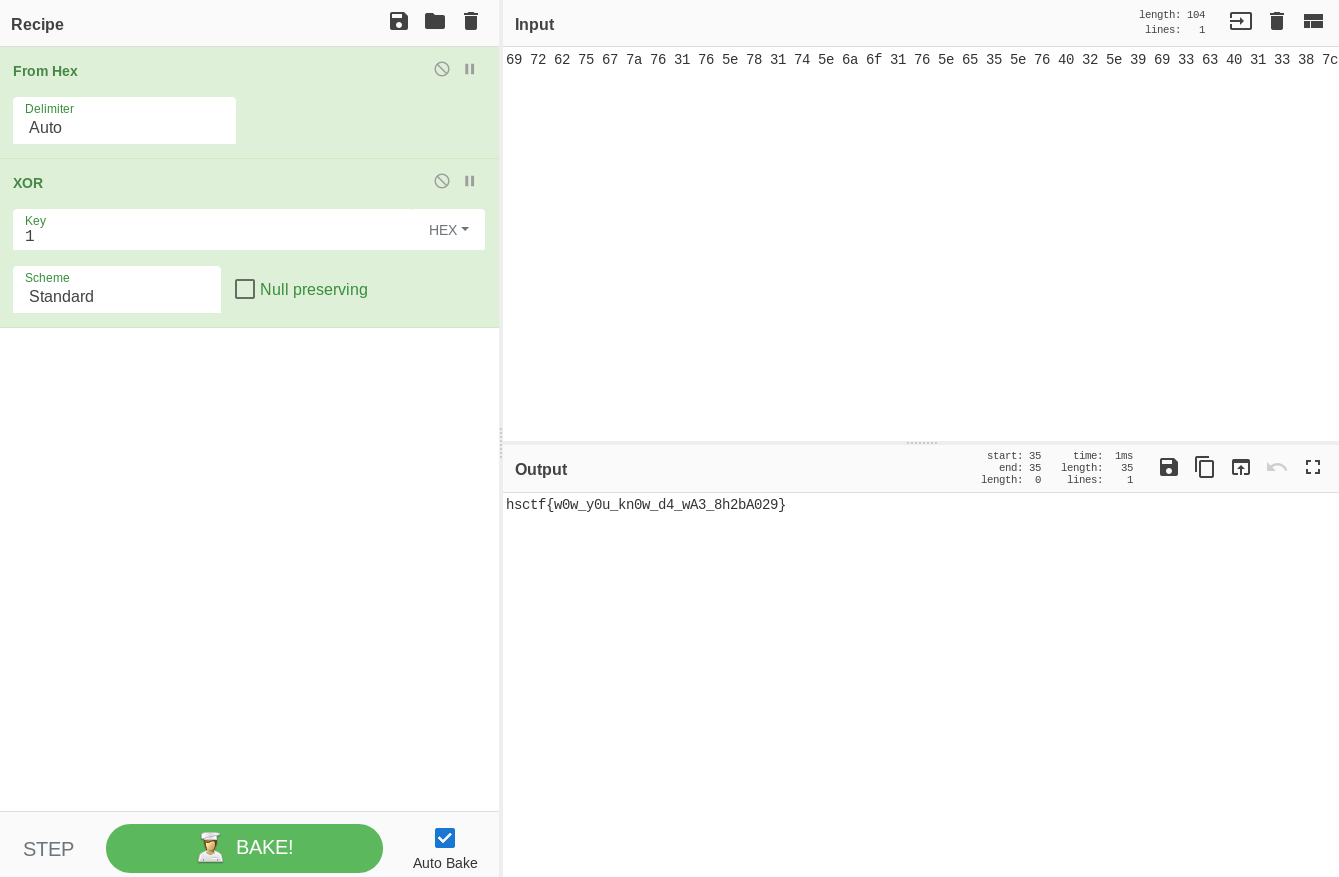 Recipe
From Hex
Delimiter
Auto
XOR
Key
1
HEX
Scheme
Standard
Null preserving
STEP
BAKE!
Auto Bake
Input
length: 104
lines: 1
69 72 62 75 67 7a 76 31 76 5e 78 31 74 5e 6a 6f 31 76 5e 65 35 5e 76 40 32 5e 39 69 33 63 40 31 33 38 7c
Output
start: 35 time: 1ms
end: 35 length: 35
length: 0 lines: 1
hsctf{w0w_y0u_kn0w_d4_wA3_8h2bA029}